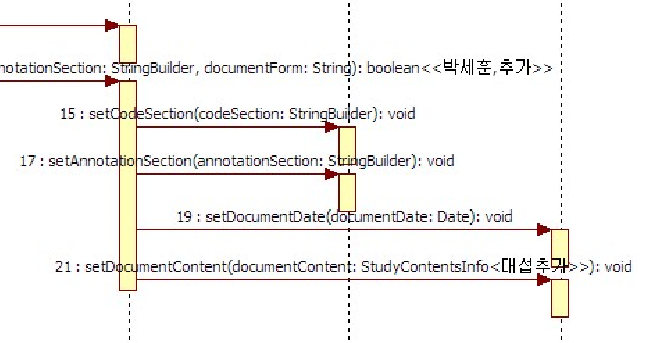 notationSection: StringBuilder, documentForm: String): boolean<<박세훈,추가>>
15 : setCodeSection(codeSection: StringBuilder): void
17 : setAnnotationSection(annotationSection: StringBuilder): void
19 : setDocumentDate(documentDate: Date): void
21 : setDocumentContent(documentContent: StudyContentsInfo<대섭추가>>): void